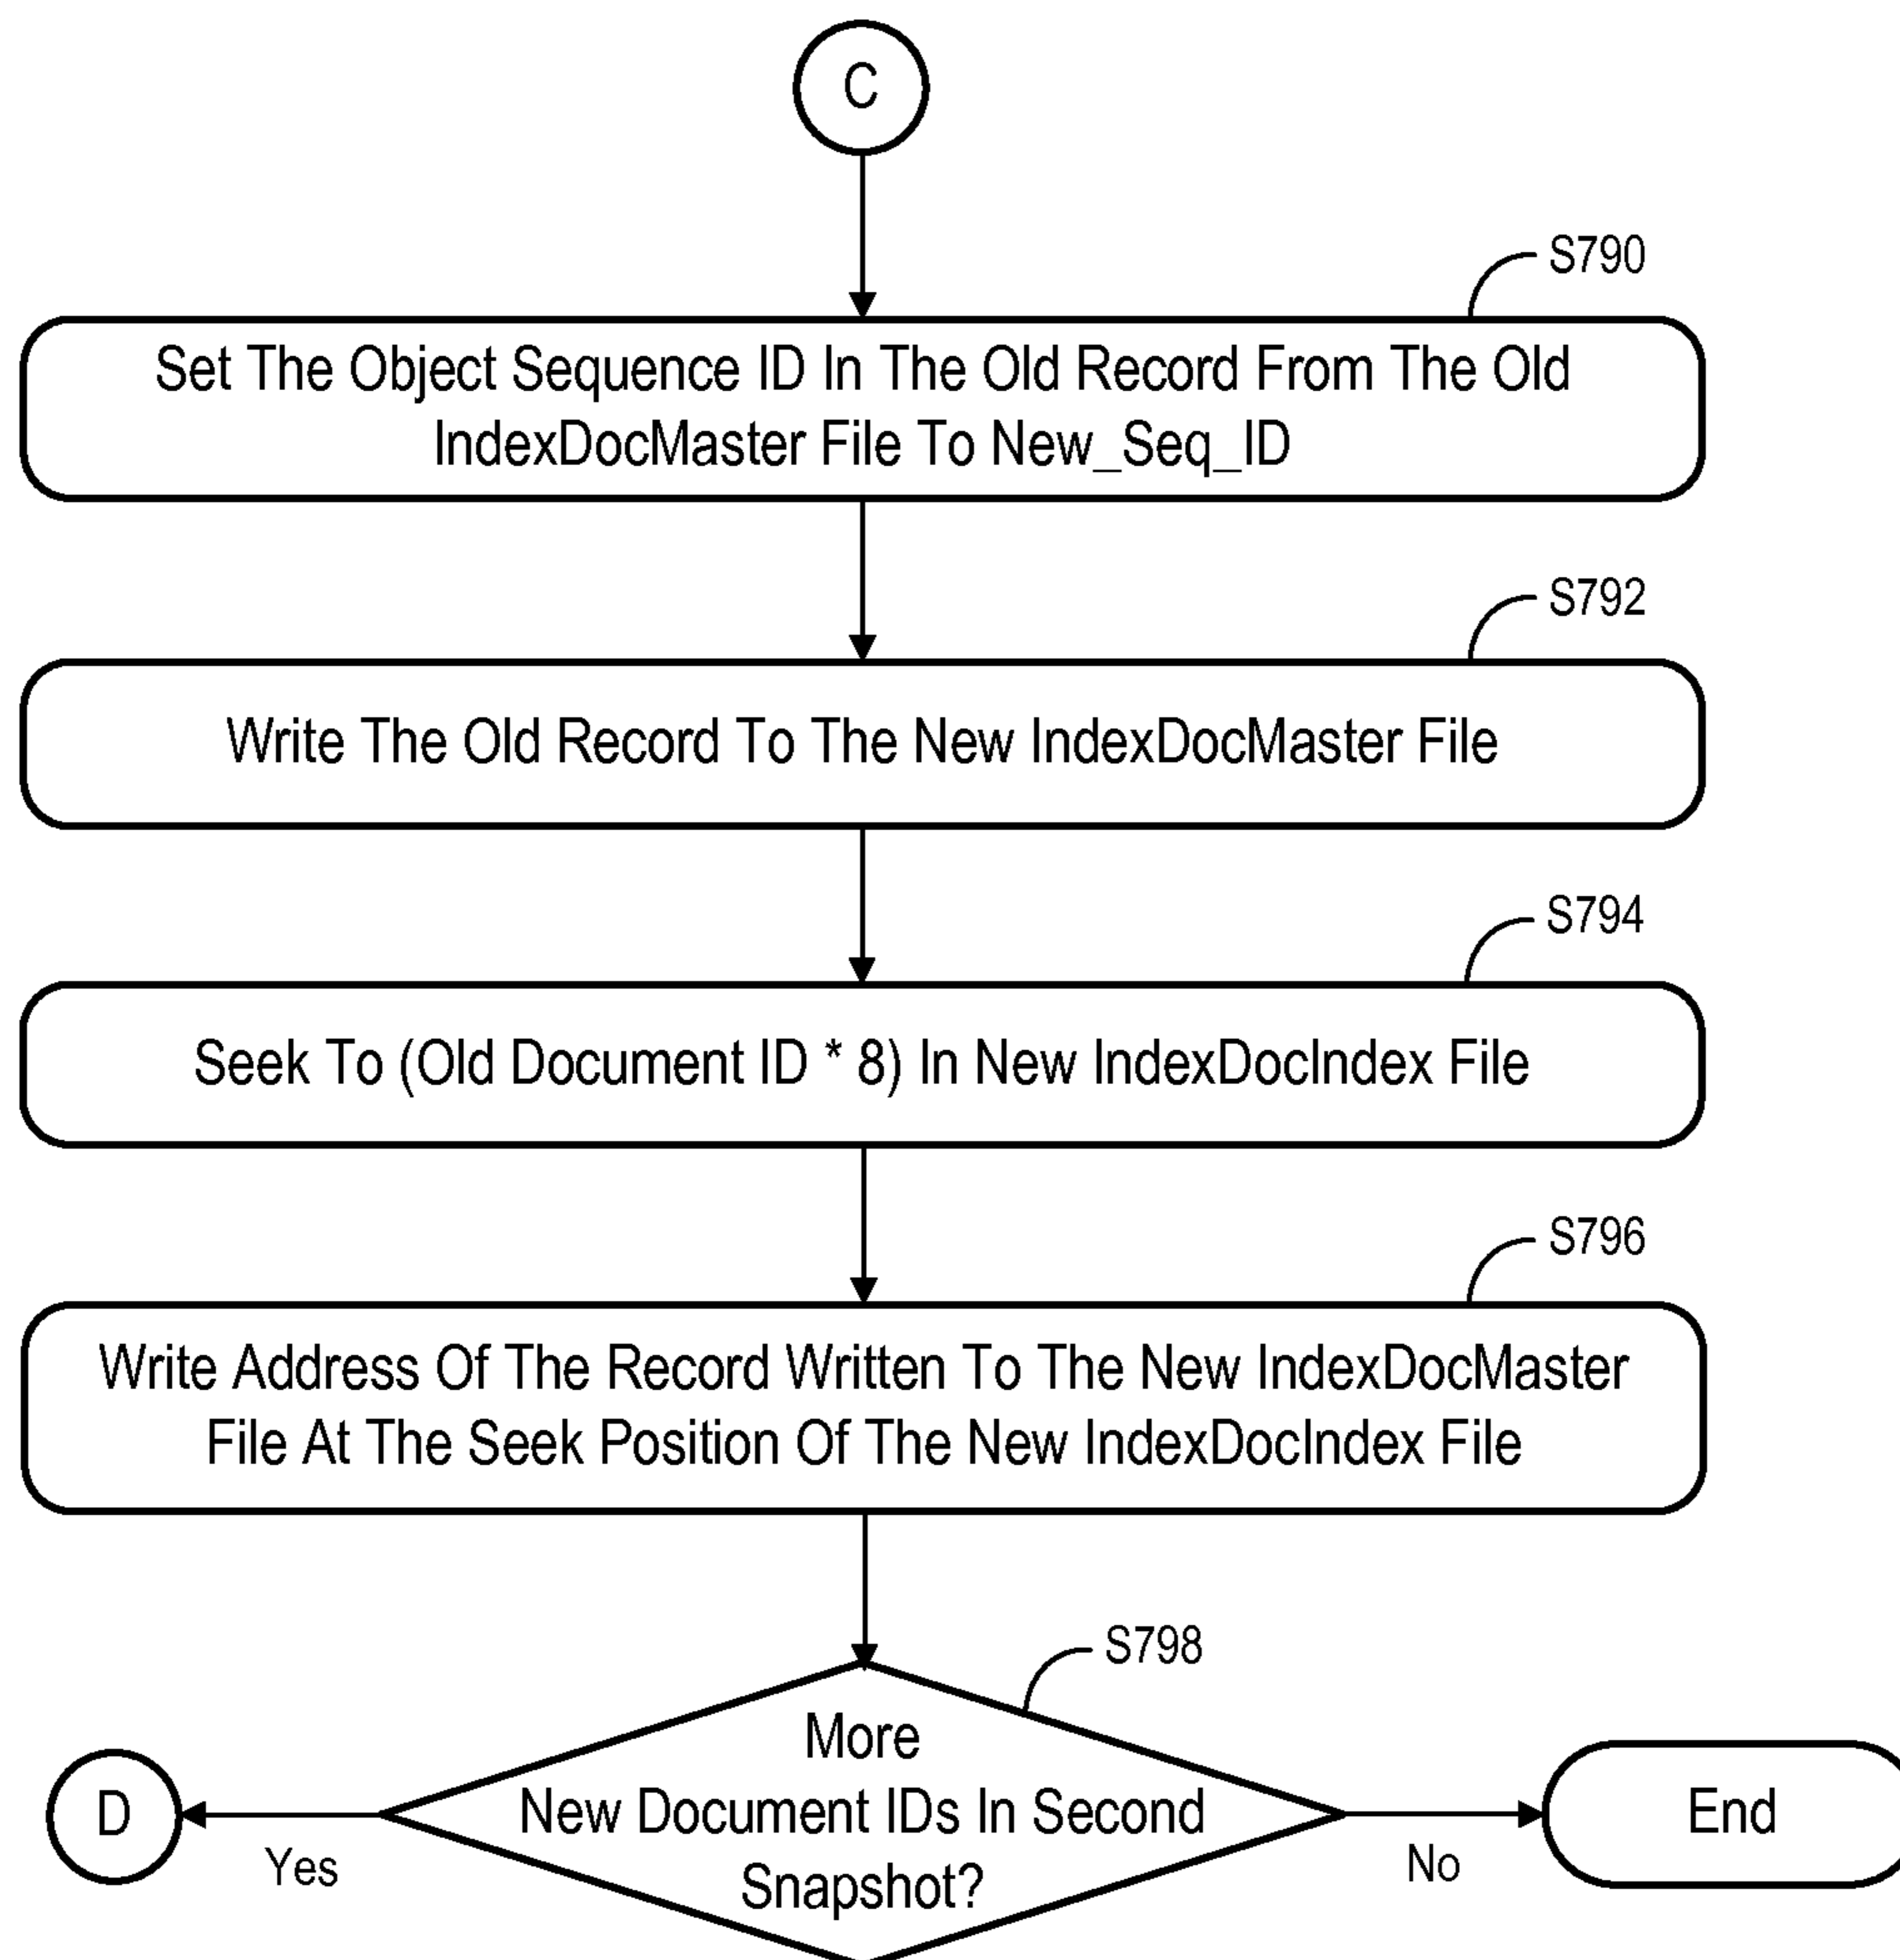 C
S790
Set The Object Sequence ID In The Old Record From The Old
IndexDocMaster File To New_Seq_ID
S792
Write The Old Record To The New IndexDocMaster File
S794
Seek To (Old Document ID * 8) In New IndexDocIndex File
S796
Write Address Of The Record Written To The New IndexDocMaster
File At The Seek Position Of The New IndexDocIndex File
S798
More
New Document IDs In Second
Snapshot?
D
Yes
No
End